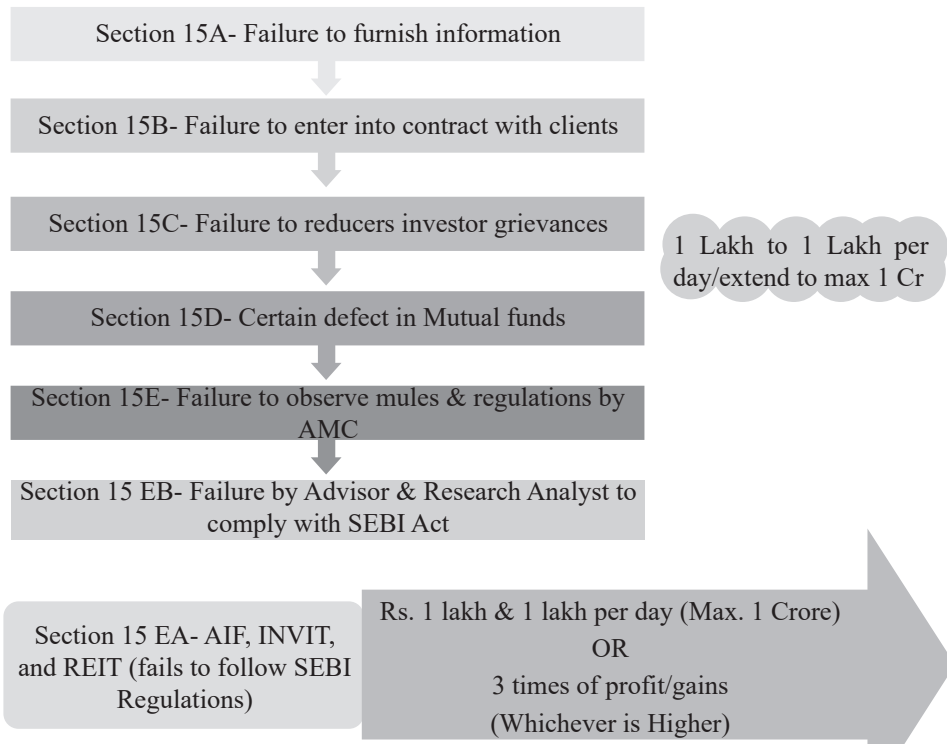 Section 15A- Failure to furnish information
Section 15B- Failure to enter into contract with clients
Section 15C- Failure to reducers investor grievances
1 Lakh to 1 Lakh per
day/extend to max 1 Cr
Section 15D- Certain defect in Mutual funds
Section 15E- Failure to observe mules & regulations by
AMC
Section 15 EB- Failure by Advisor & Research Analyst to
comply with SEBI Act
Section 15 EA- AIF, INVIT,
and REIT (fails to follow SEBI
Regulations)
Rs. 1 lakh & 1 lakh per day (Max. 1 Crore)
OR
3 times of profit/gains
(Whichever is Higher)